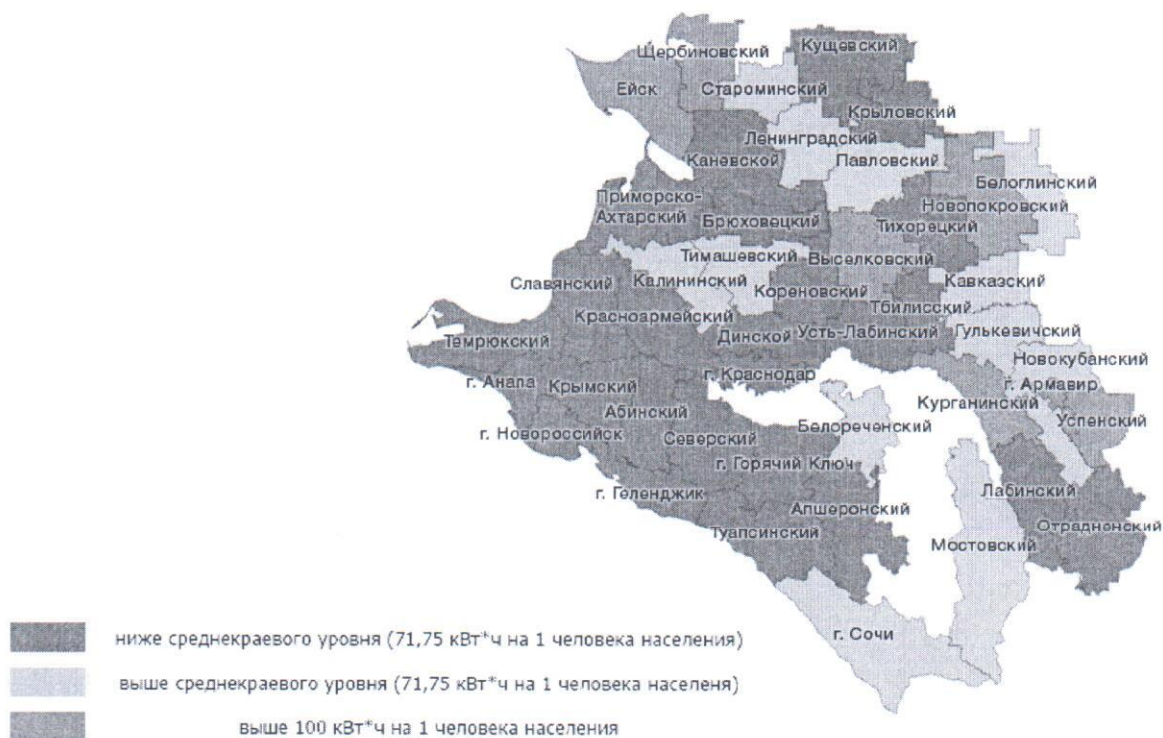 Щербиновский
Кущевский
Ейск
Староминский
Крыловский
Ленинградский
Каневской
Павловский
Белоглинский
Приморско-
Ахтарский
Новопокровский
Брюховецкий
Тихорецкий
Тимашевский
Выселковский
Славянский
Калининский
Кореновский
Кавказский
Тбилисский
Красноармейский
Динской
Усть-Лабинский
Гулькевичский
Темрюкский
Новокубанский
г. Анапа
Крымский
г. Краснодар
г. Армавир
Абинский
Курганинский
Успенский
Белореченский
г. Новороссийск
Северский
г. Горячий Ключ
г. Геленджик
Лабинский
Апшеронский
Отрадненский
Туапсинский
Мостовский
г. Сочи
ниже среднекраевого уровня (71,75 кВт*ч на 1 человека населения)
выше среднекраевого уровня (71,75 кВт*ч на 1 человека населеня)
выше 100 кВт*ч на 1 человека населения